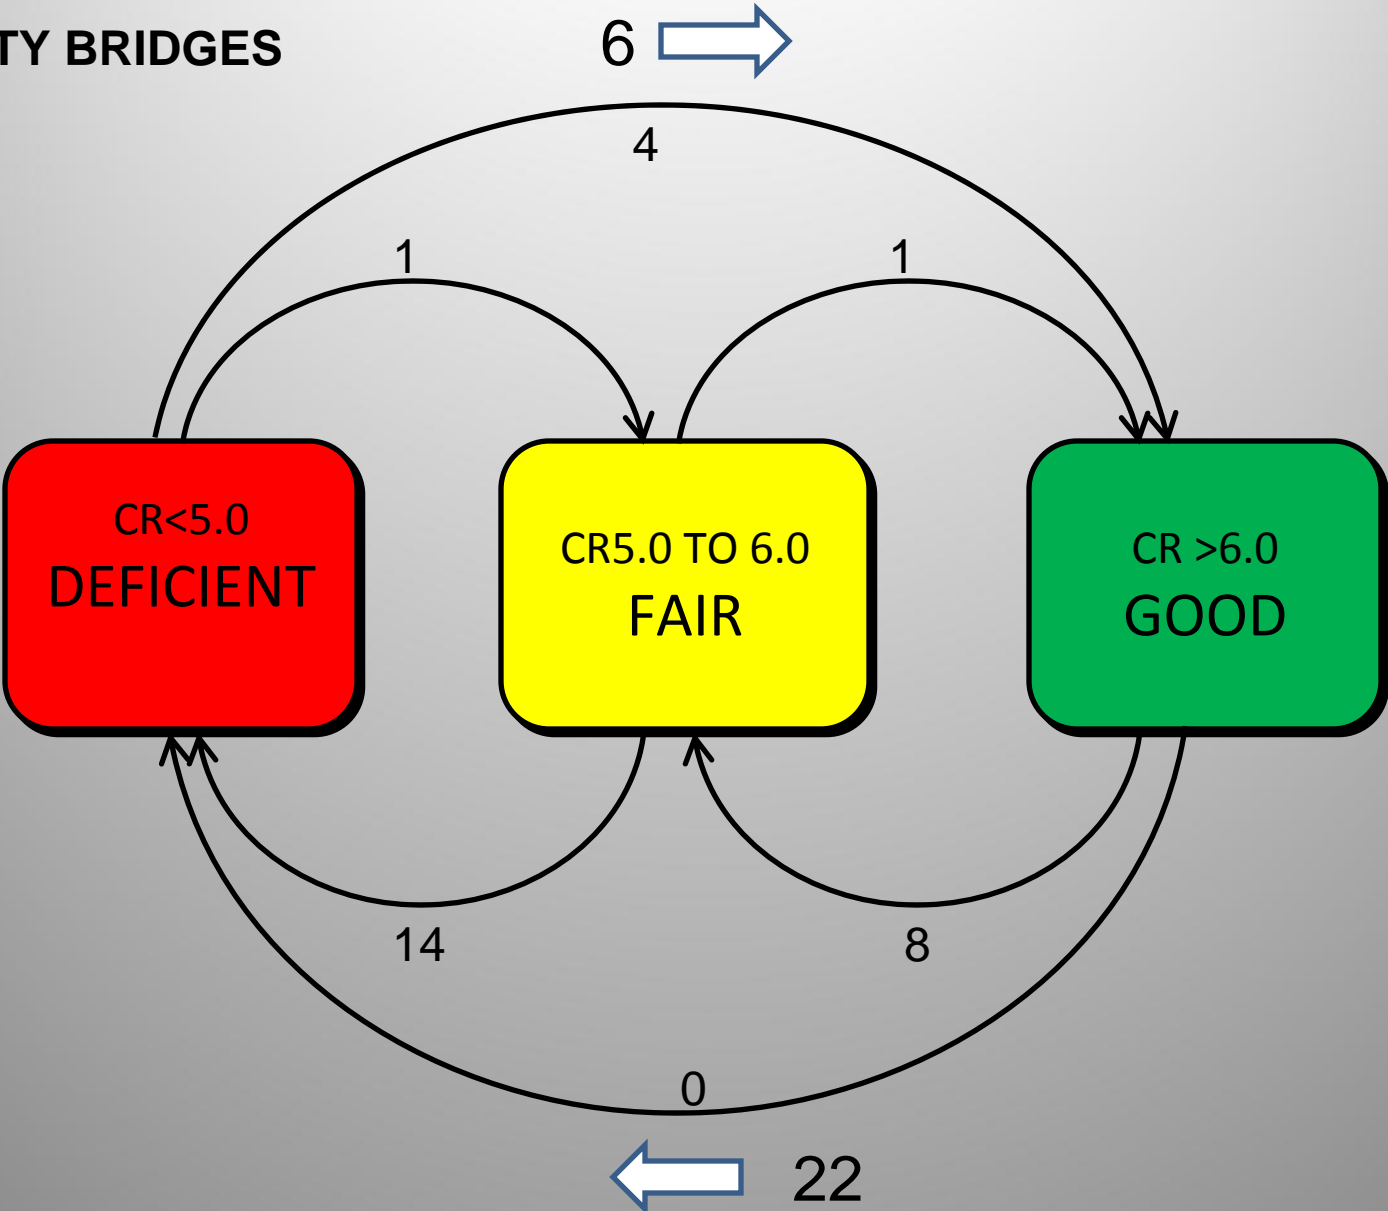 TY BRIDGES
6
4
1
1
CR<5.0
DEFICIENT
CR5.0 TO 6.0
FAIR
CR >6.0
GOOD
14
8
0
22